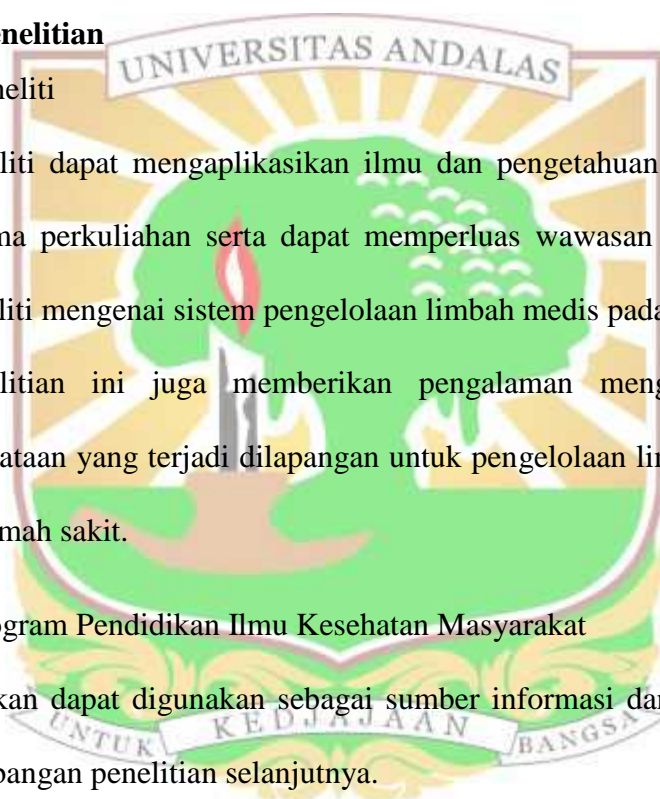 enelitian
UNIVERSITAS ANDALAS
neliti
liti dapat mengaplikasikan ilmu dan pengetahuan
ma perkuliahan serta dapat memperluas wawasan
liti mengenai sistem pengelolaan limbah medis pada
litian ini juga memberikan pengalaman meng
ataan yang terjadi dilapangan untuk pengelolaan lin
mah sakit.
ogram Pendidikan Ilmu Kesehatan Masyarakat
kan dapat digunakan sebagai sumber informasi dar
UNTUK KEDJAJAAN BANGSA
bangan penelitian selanjutnya.